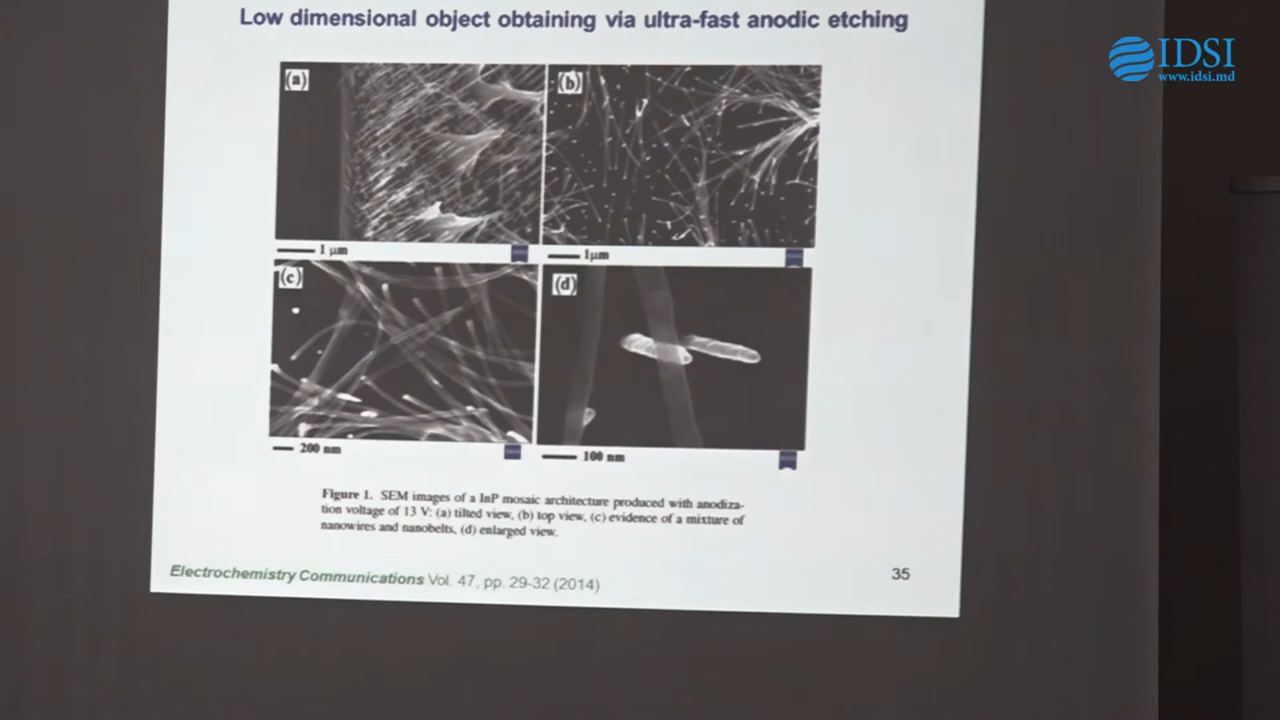 Low dimensional object obtaining via ultra-fast anodic etching
IDSI
www.idsi.md
(a)
(b)
1 μm
1μm
(c)
(d)
200 nm
100 nm
Figure 1. SEM images of a InP mosaic architecture produced with anodiza-
tion voltage of 13 V: (a) tilted view, (b) top view, (c) evidence of a mixture of
nanowires and nanobelts, (d) enlarged view.
Electrochemistry Communications Vol. 47, pp. 29-32 (2014)
35